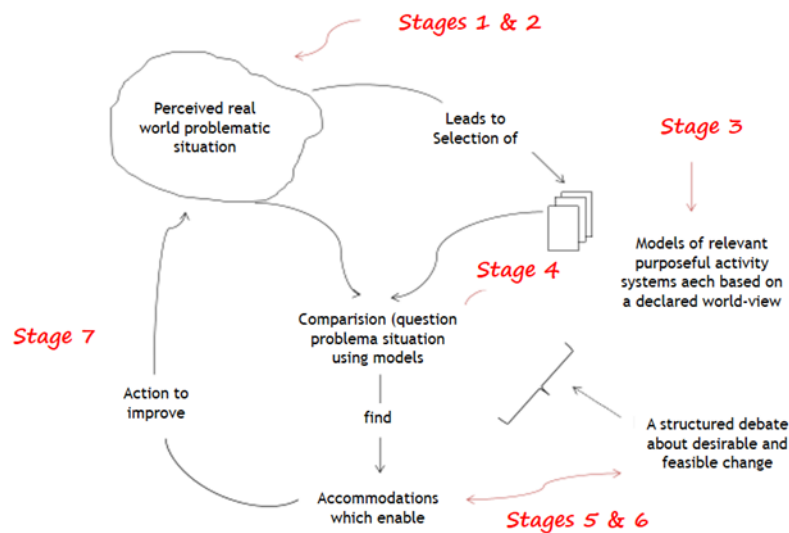 Stages 1 & 2
Perceived real
world problematic
situation
Leads to
Selection of
Stage 3
Models of relevant
purposeful activity
systems aech based on
a declared world-view
Stage 4
Comparision (question
problema situation
using models
Stage 7
Action to
improve
find
A structured debate
about desirable and
feasible change
Accommodations
which enable
Stages 5 & 6